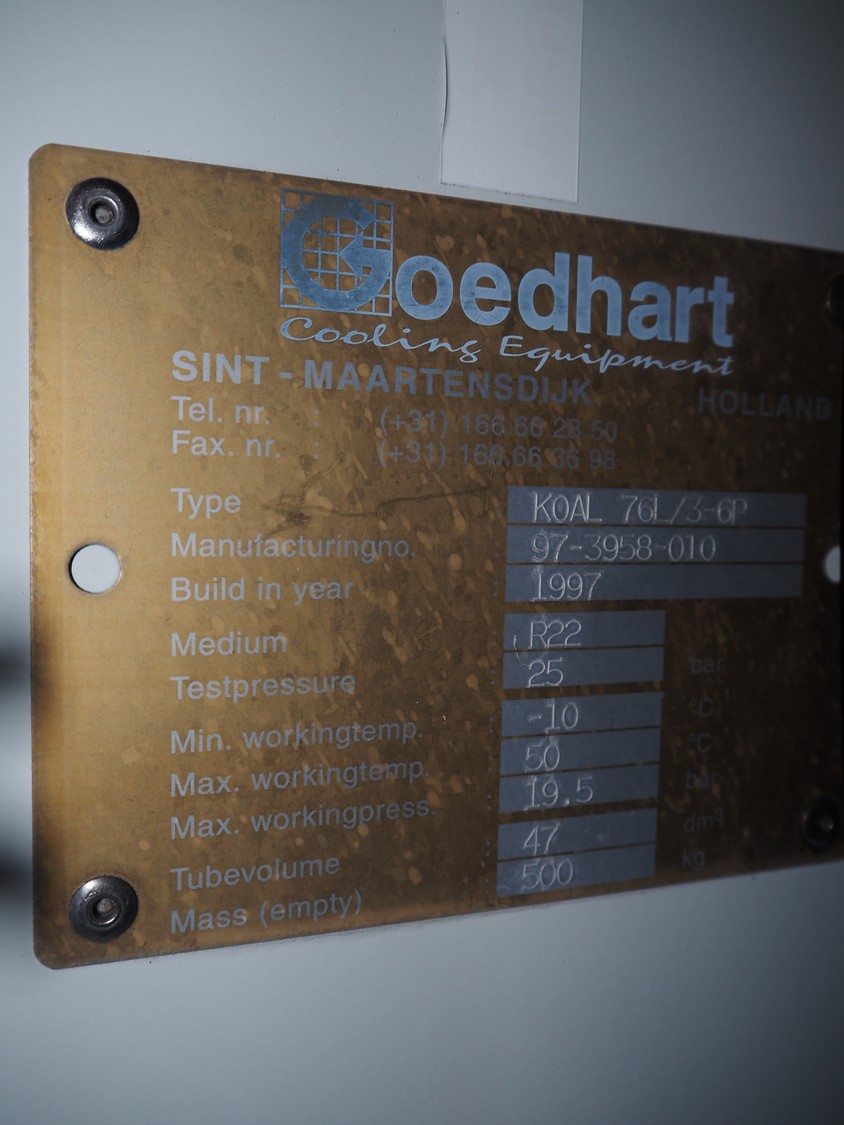 Goedhart
Cooling Equipment
SINT - MAARTENSDIJK HOLLAND
Tel. nr. : (+31) 166.66 28 50
Fax. nr. : (+31) 166.66 36 98
Type KOAL 76L/3-6P
Manufacturingno. 97-3958-010
Build in year 1997
Medium R22
Testpressure 25 bar
Min. workingtemp. -10 °C
Max. workingtemp. 50 °C
Max. workingpress. 19.5 bar
Tubevolume 47 dm³
Mass (empty) 500 kg